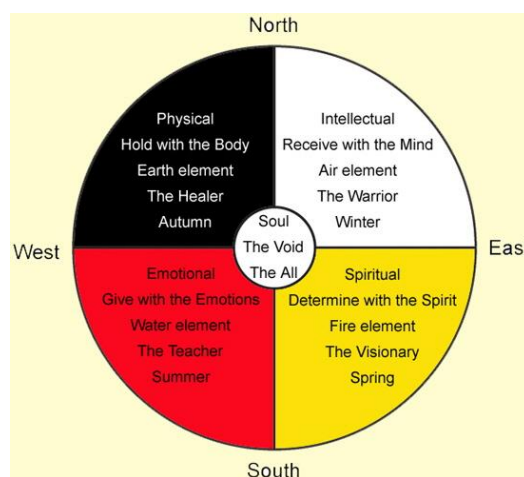 North
Physical
Hold with the Body
Earth element
The Healer
Autumn
Intellectual
Receive with the Mind
Air element
The Warrior
Winter
West
Soul
The Void
The All
Eas
Emotional
Give with the Emotions
Water element
The Teacher
Summer
Spiritual
Determine with the Spirit
Fire element
The Visionary
Spring
South